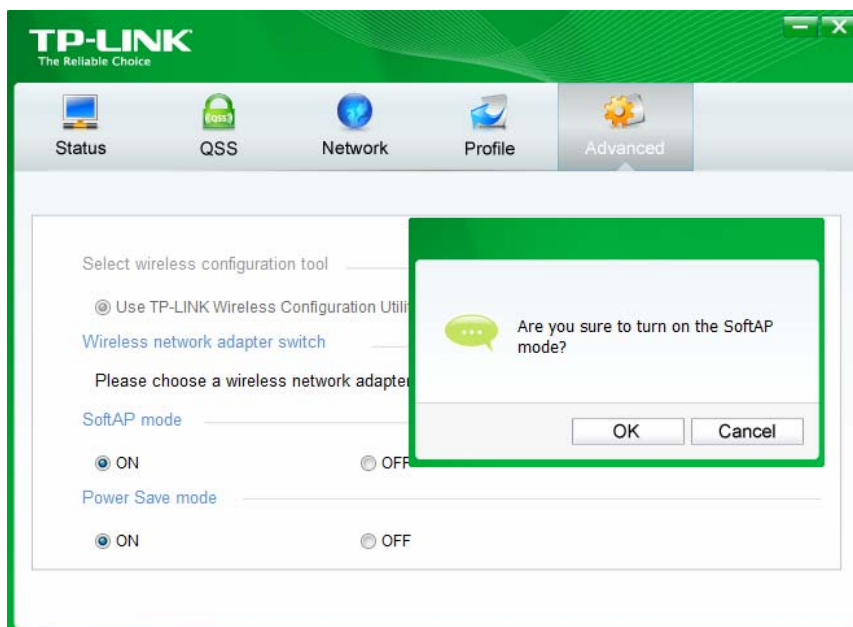 TP-LINK
The Reliable Choice
Status
QSS
Network
Profile
Advanced
Select wireless configuration tool
Use TP-LINK Wireless Configuration
Wireless network adapter switch
Please choose a wireless network adapter
SoftAP mode
ON
OFF
Power Save mode
ON
OFF
Are you sure to turn on the SoftAP
mode?
OK
Cancel